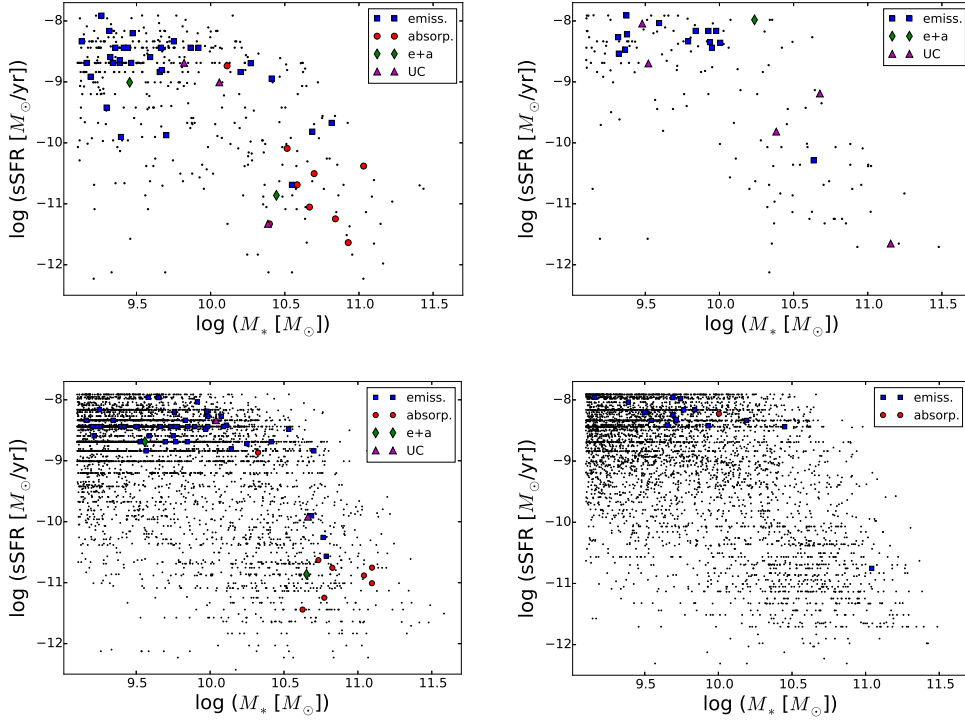 −8
−9
−10
−11
−12
9.5 10.0 10.5 11.0 11.5
log (sSFR [M⊙/yr])
log (M* [M⊙])
emiss.
absorp.
e+a
UC
−8
−9
−10
−11
−12
9.5 10.0 10.5 11.0 11.5
log (sSFR [M⊙/yr])
log (M* [M⊙])
emiss.
e+a
UC
−8
−9
−10
−11
−12
9.5 10.0 10.5 11.0 11.5
log (sSFR [M⊙/yr])
log (M* [M⊙])
emiss.
absorp.
e+a
UC
−8
−9
−10
−11
−12
9.5 10.0 10.5 11.0 11.5
log (sSFR [M⊙/yr])
log (M* [M⊙])
emiss.
absorp.